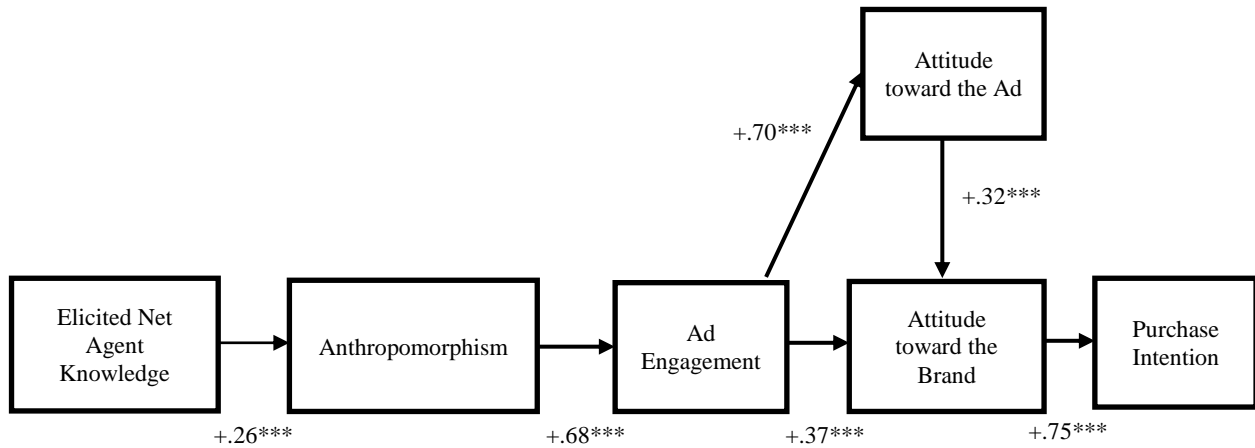 Attitude
toward the Ad
+.70***
+.32***
Elicited Net
Agent
Knowledge
Anthropomorphism
Ad
Engagement
Attitude
toward the
Brand
Purchase
Intention
+.26***
+.68***
+.37***
+.75***